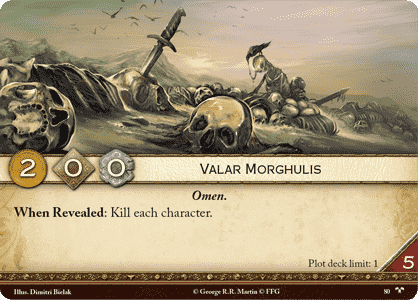 2 0 0 VALAR MORGHULIS
Omen.
When Revealed: Kill each character.
Plot deck limit: 1
5
Illus. Dimitri Bielak © George R.R. Martin © FFG 80